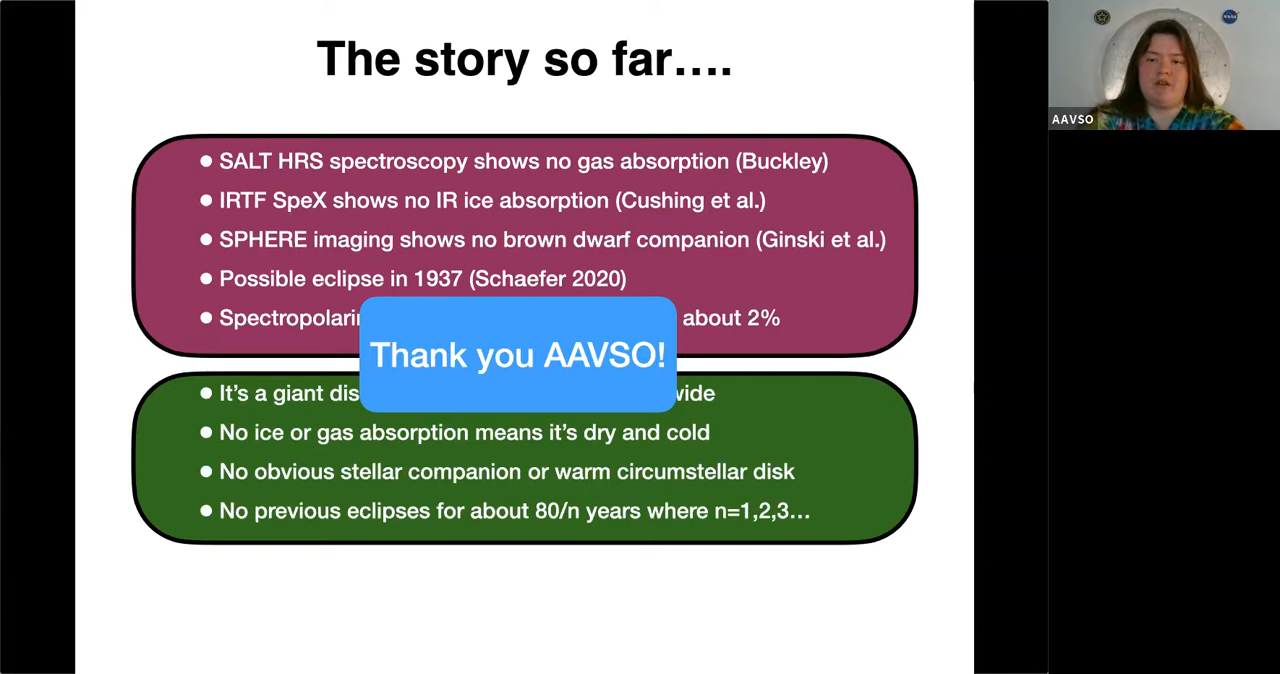 The story so far….
● SALT HRS spectroscopy shows no gas absorption (Buckley)
● IRTF SpeX shows no IR ice absorption (Cushing et al.)
● SPHERE imaging shows no brown dwarf companion (Ginski et al.)
● Possible eclipse in 1937 (Schaefer 2020)
● about 2%
Thank you AAVSO!
● It’s a giant
● No ice or gas absorption means it’s dry and cold
● No obvious stellar companion or warm circumstellar disk
● No previous eclipses for about 80/n years where n=1,2,3…
NASA
AAVSO